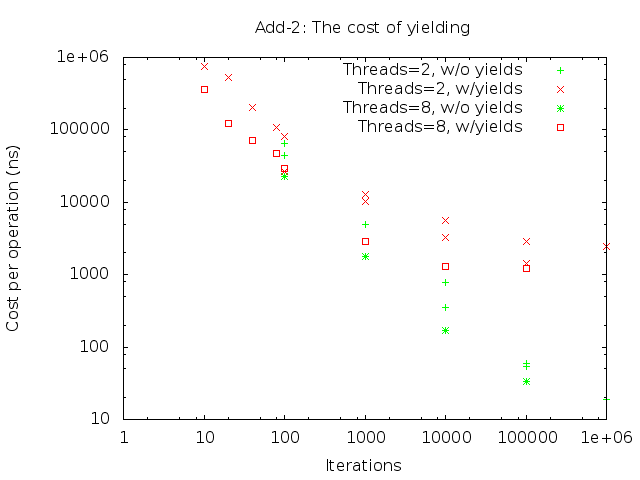 Add-2: The cost of yielding
1e+06
100000
10000
1000
100
10
Cost per operation (ns)
Threads=2, w/o yields
Threads=2, w/yields
Threads=8, w/o yields
Threads=8, w/yields
1 10 100 1000 10000 100000 1e+06
Iterations